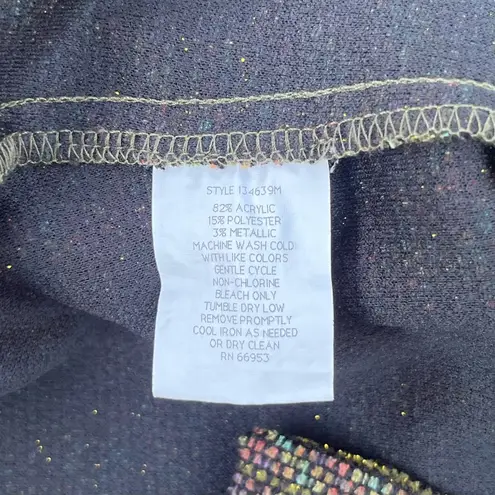 STYLE 134639M
82% ACRYLIC
15% POLYESTER
3% METALLIC
MACHINE WASH COLD
WITH LIKE COLORS
GENTLE CYCLE
NON-CHLORINE
BLEACH ONLY
TUMBLE DRY LOW
REMOVE PROMPTLY
COOL IRON AS NEEDED
OR DRY CLEAN
RN 66953